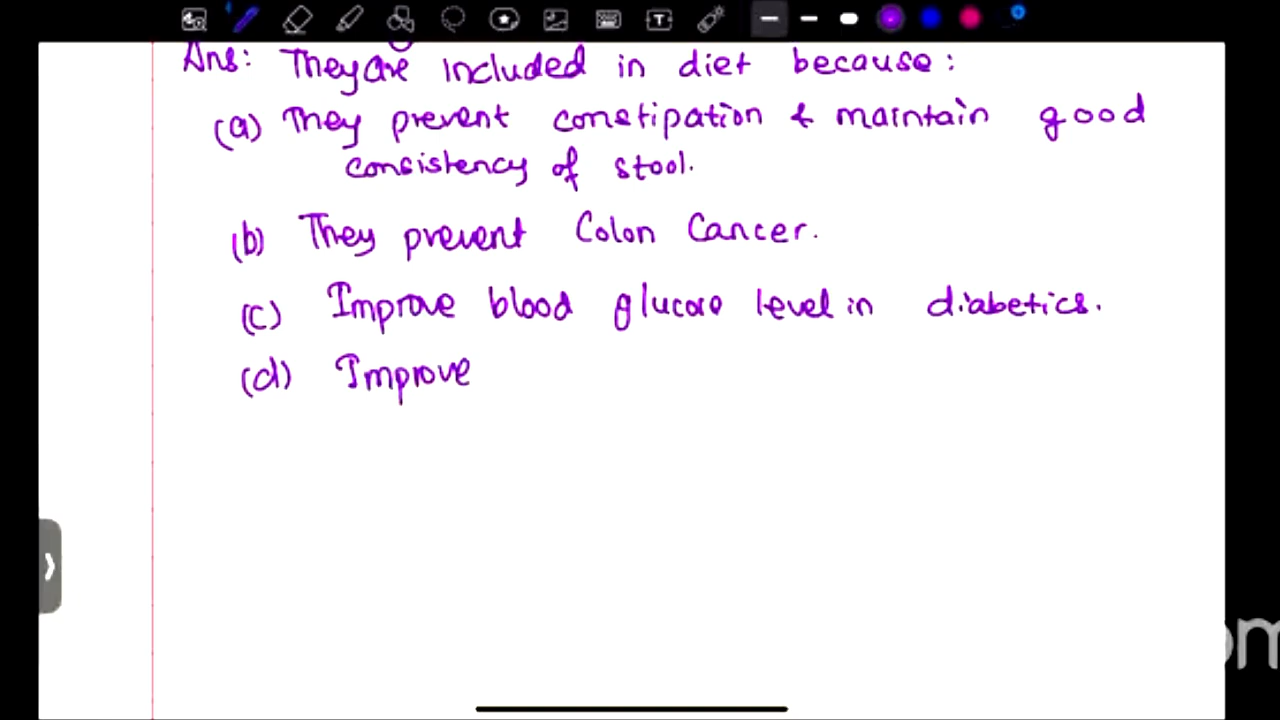 Ans: They are included in diet because:
(a) They prevent constipation & maintain good
consistency of stool.
(b) They prevent Colon Cancer.
(c) Improve blood glucose level in diabetics.
(d) Improve
om